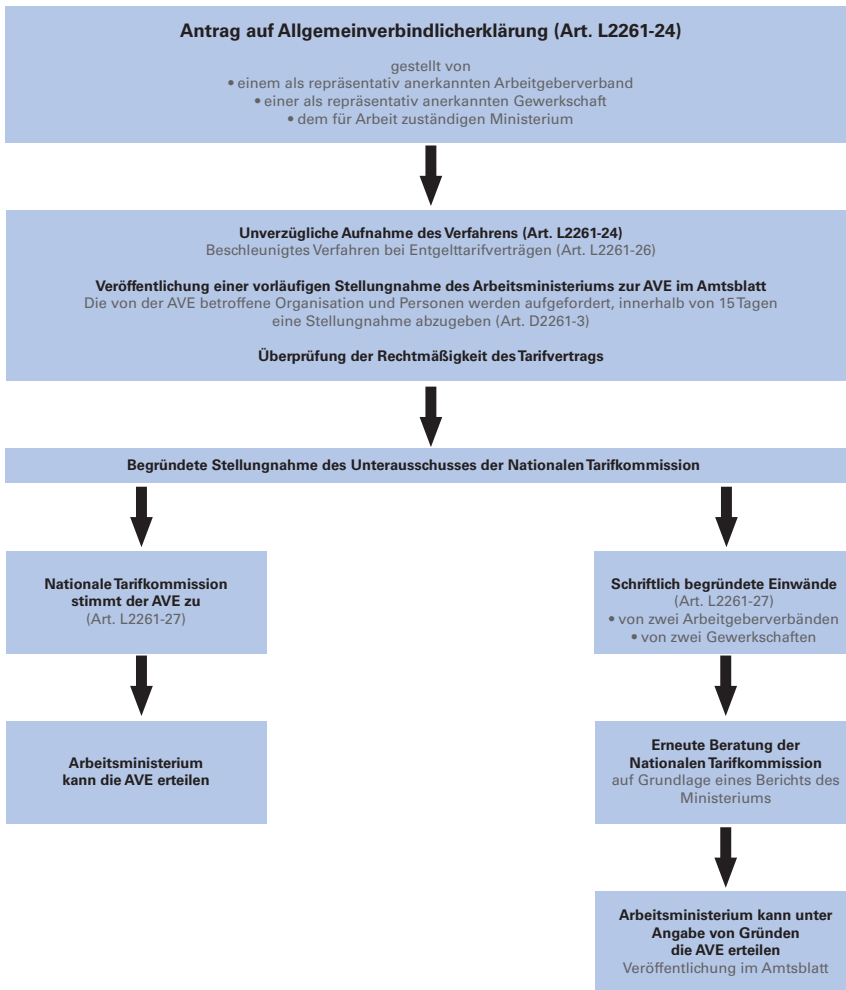 Antrag auf Allgemeinverbindlicherklärung (Art. L2261-24)
gestellt von
• einem als repräsentativ anerkannten Arbeitgeberverband
• einer als repräsentativ anerkannten Gewerkschaft
• dem für Arbeit zuständigen Ministerium
Unverzügliche Aufnahme des Verfahrens (Art. L2261-24)
Beschleunigtes Verfahren bei Entgelttarifverträgen (Art. L2261-26)
Veröffentlichung einer vorläufigen Stellungnahme des Arbeitsministeriums zur AVE im Amtsblatt
Die von der AVE betroffene Organisation und Personen werden aufgefordert, innerhalb von 15 Tagen
eine Stellungnahme abzugeben (Art. D2261-3)
Überprüfung der Rechtmäßigkeit des Tarifvertrags
Begründete Stellungnahme des Unterausschusses der Nationalen Tarifkommission
Nationale Tarifkommission
stimmt der AVE zu
(Art. L2261-27)
Arbeitsministerium
kann die AVE erteilen
Schriftlich begründete Einwände
(Art. L2261-27)
• von zwei Arbeitgeberverbänden
• von zwei Gewerkschaften
Erneute Beratung der
Nationalen Tarifkommission
auf Grundlage eines Berichts des
Ministeriums
Arbeitsministerium kann unter
Angabe von Gründen
die AVE erteilen
Veröffentlichung im Amtsblatt